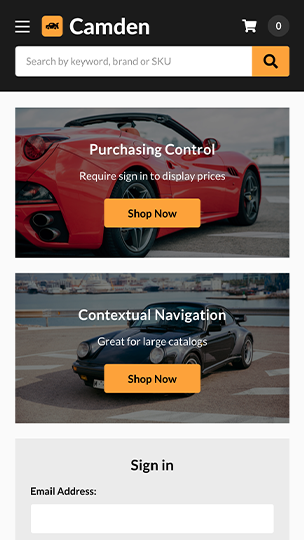 Camden
0
Search by keyword, brand or SKU
Purchasing Control
Require sign in to display prices
Shop Now
Contextual Navigation
Great for large catalogs
Shop Now
Sign in
Email Address: